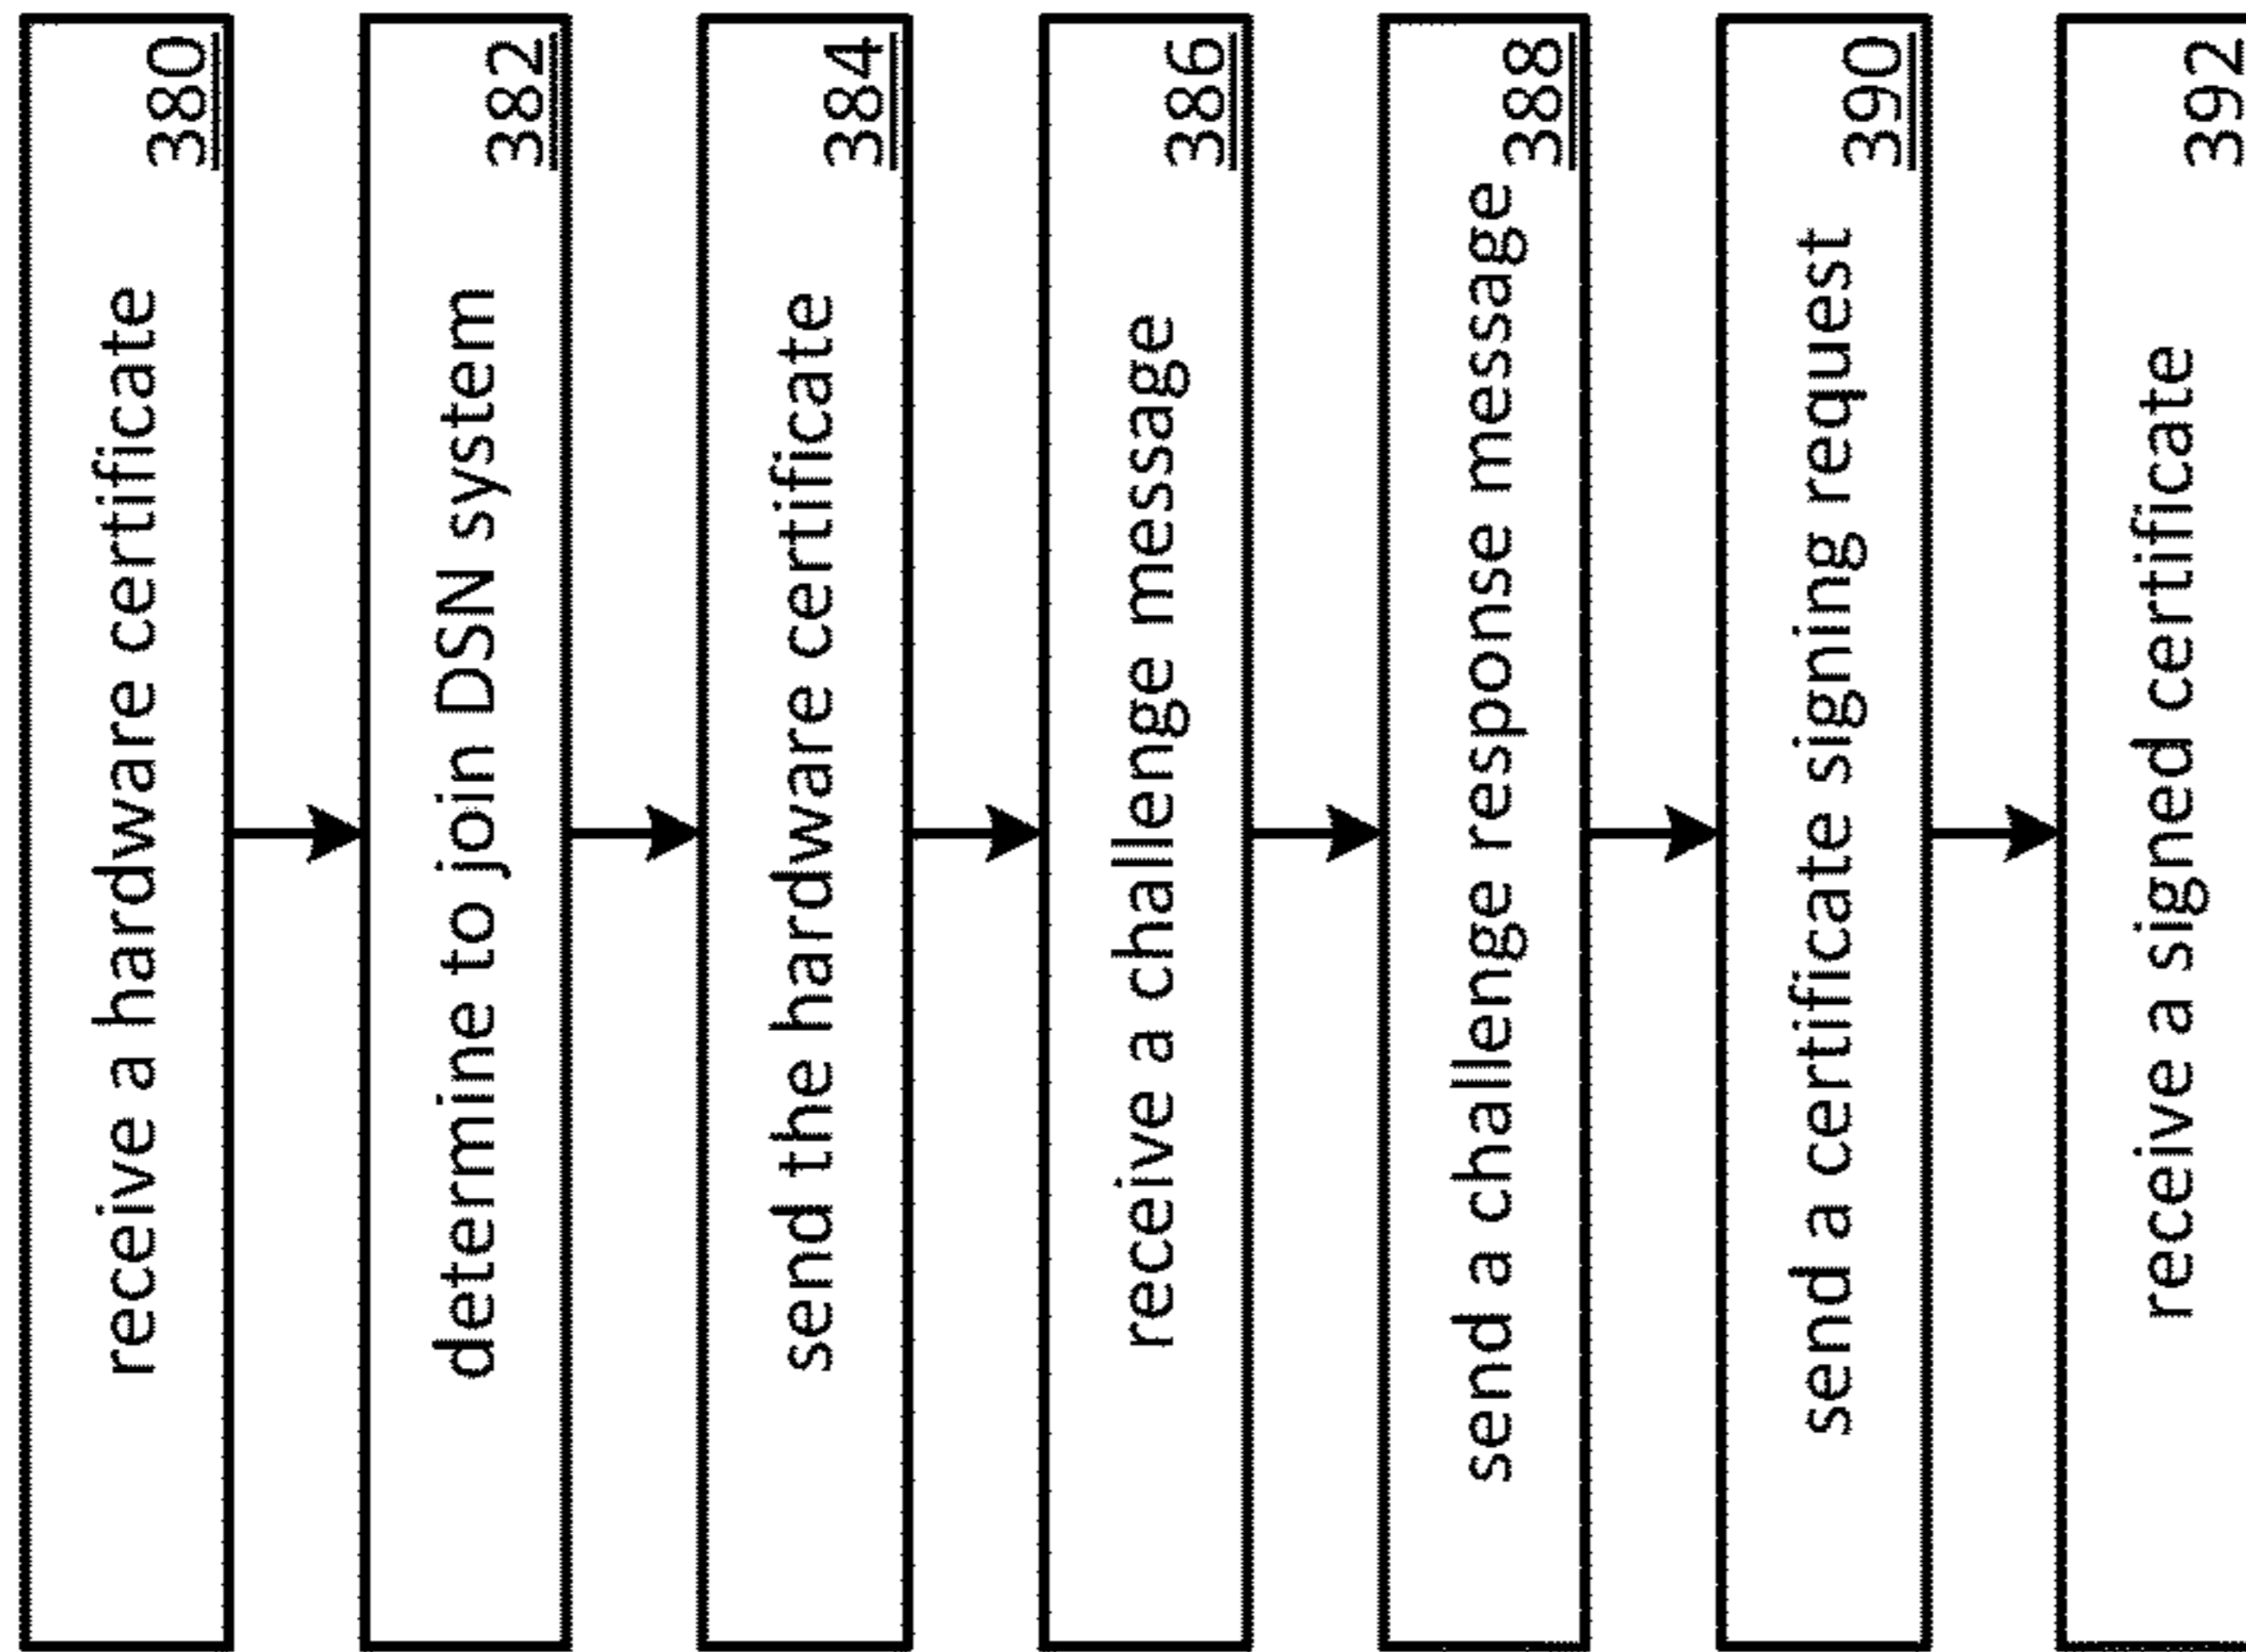 receive a hardware certificate
380
determine to join DSN system
382
send the hardware certificate
384
receive a challenge message
386
send a challenge response message
388
send a certificate signing request
390
receive a signed certificate
392